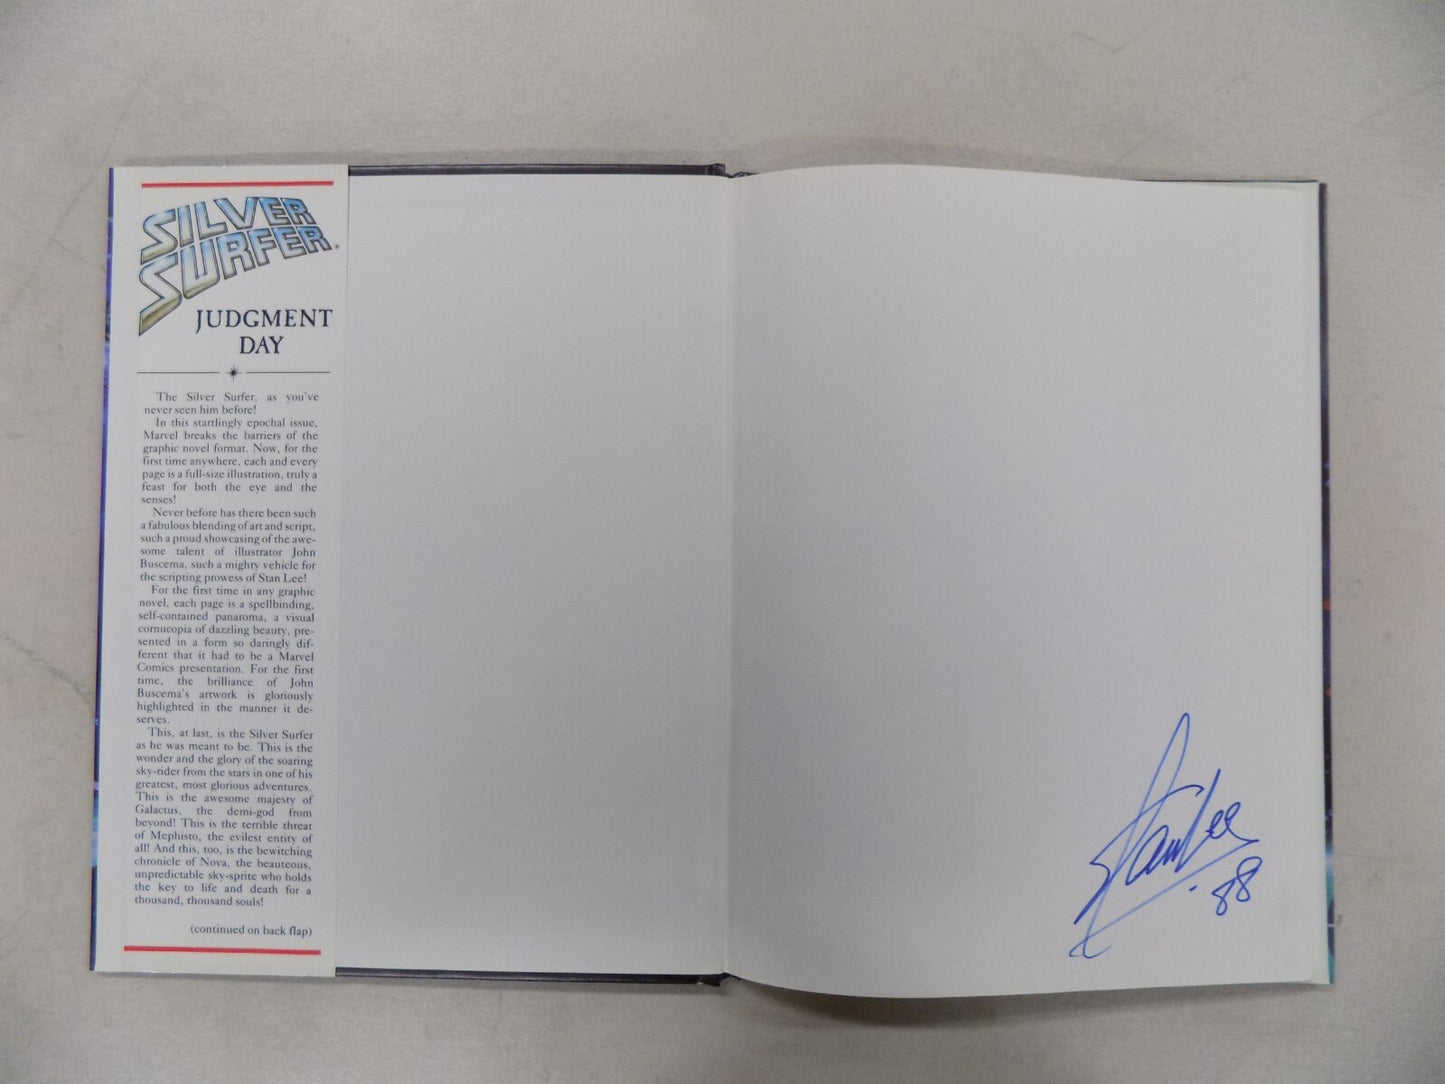 SILVER
SURFER®
JUDGMENT
DAY
The Silver Surfer, as you've
never seen him before!
In this startlingly epochal issue,
Marvel breaks the barriers of the
graphic novel format. Now, for the
first time anywhere, each and every
page is a full-size illustration, truly a
feast for both the eye and the
senses!
Never before has there been such
a fabulous blending of art and script,
such a proud showcasing of the awe-
some talent of illustrator John
Buscema, such a mighty vehicle for
the scripting prowess of Stan Lee!
For the first time in any graphic
novel, each page is a spellbinding,
self-contained panaroma, a visual
cornucopia of dazzling beauty, pre-
sented in a form so daringly dif-
ferent that it had to be a Marvel
Comics presentation. For the first
time, the brilliance of John
Buscema's artwork is gloriously
highlighted in the manner it de-
serves.
This, at last, is the Silver Surfer
as he was meant to be. This is the
wonder and the glory of the soaring
sky-rider from the stars in one of his
greatest, most glorious adventures.
This is the awesome majesty of
Galactus, the demi-god from
beyond! This is the terrible threat
of Mephisto, the evilest entity of
all! And this, too, is the bewitching
chronicle of Nova, the beauteous,
unpredictable sky-sprite who holds
the key to life and death for a
thousand, thousand souls!
(continued on back flap)
Stan Lee
'88